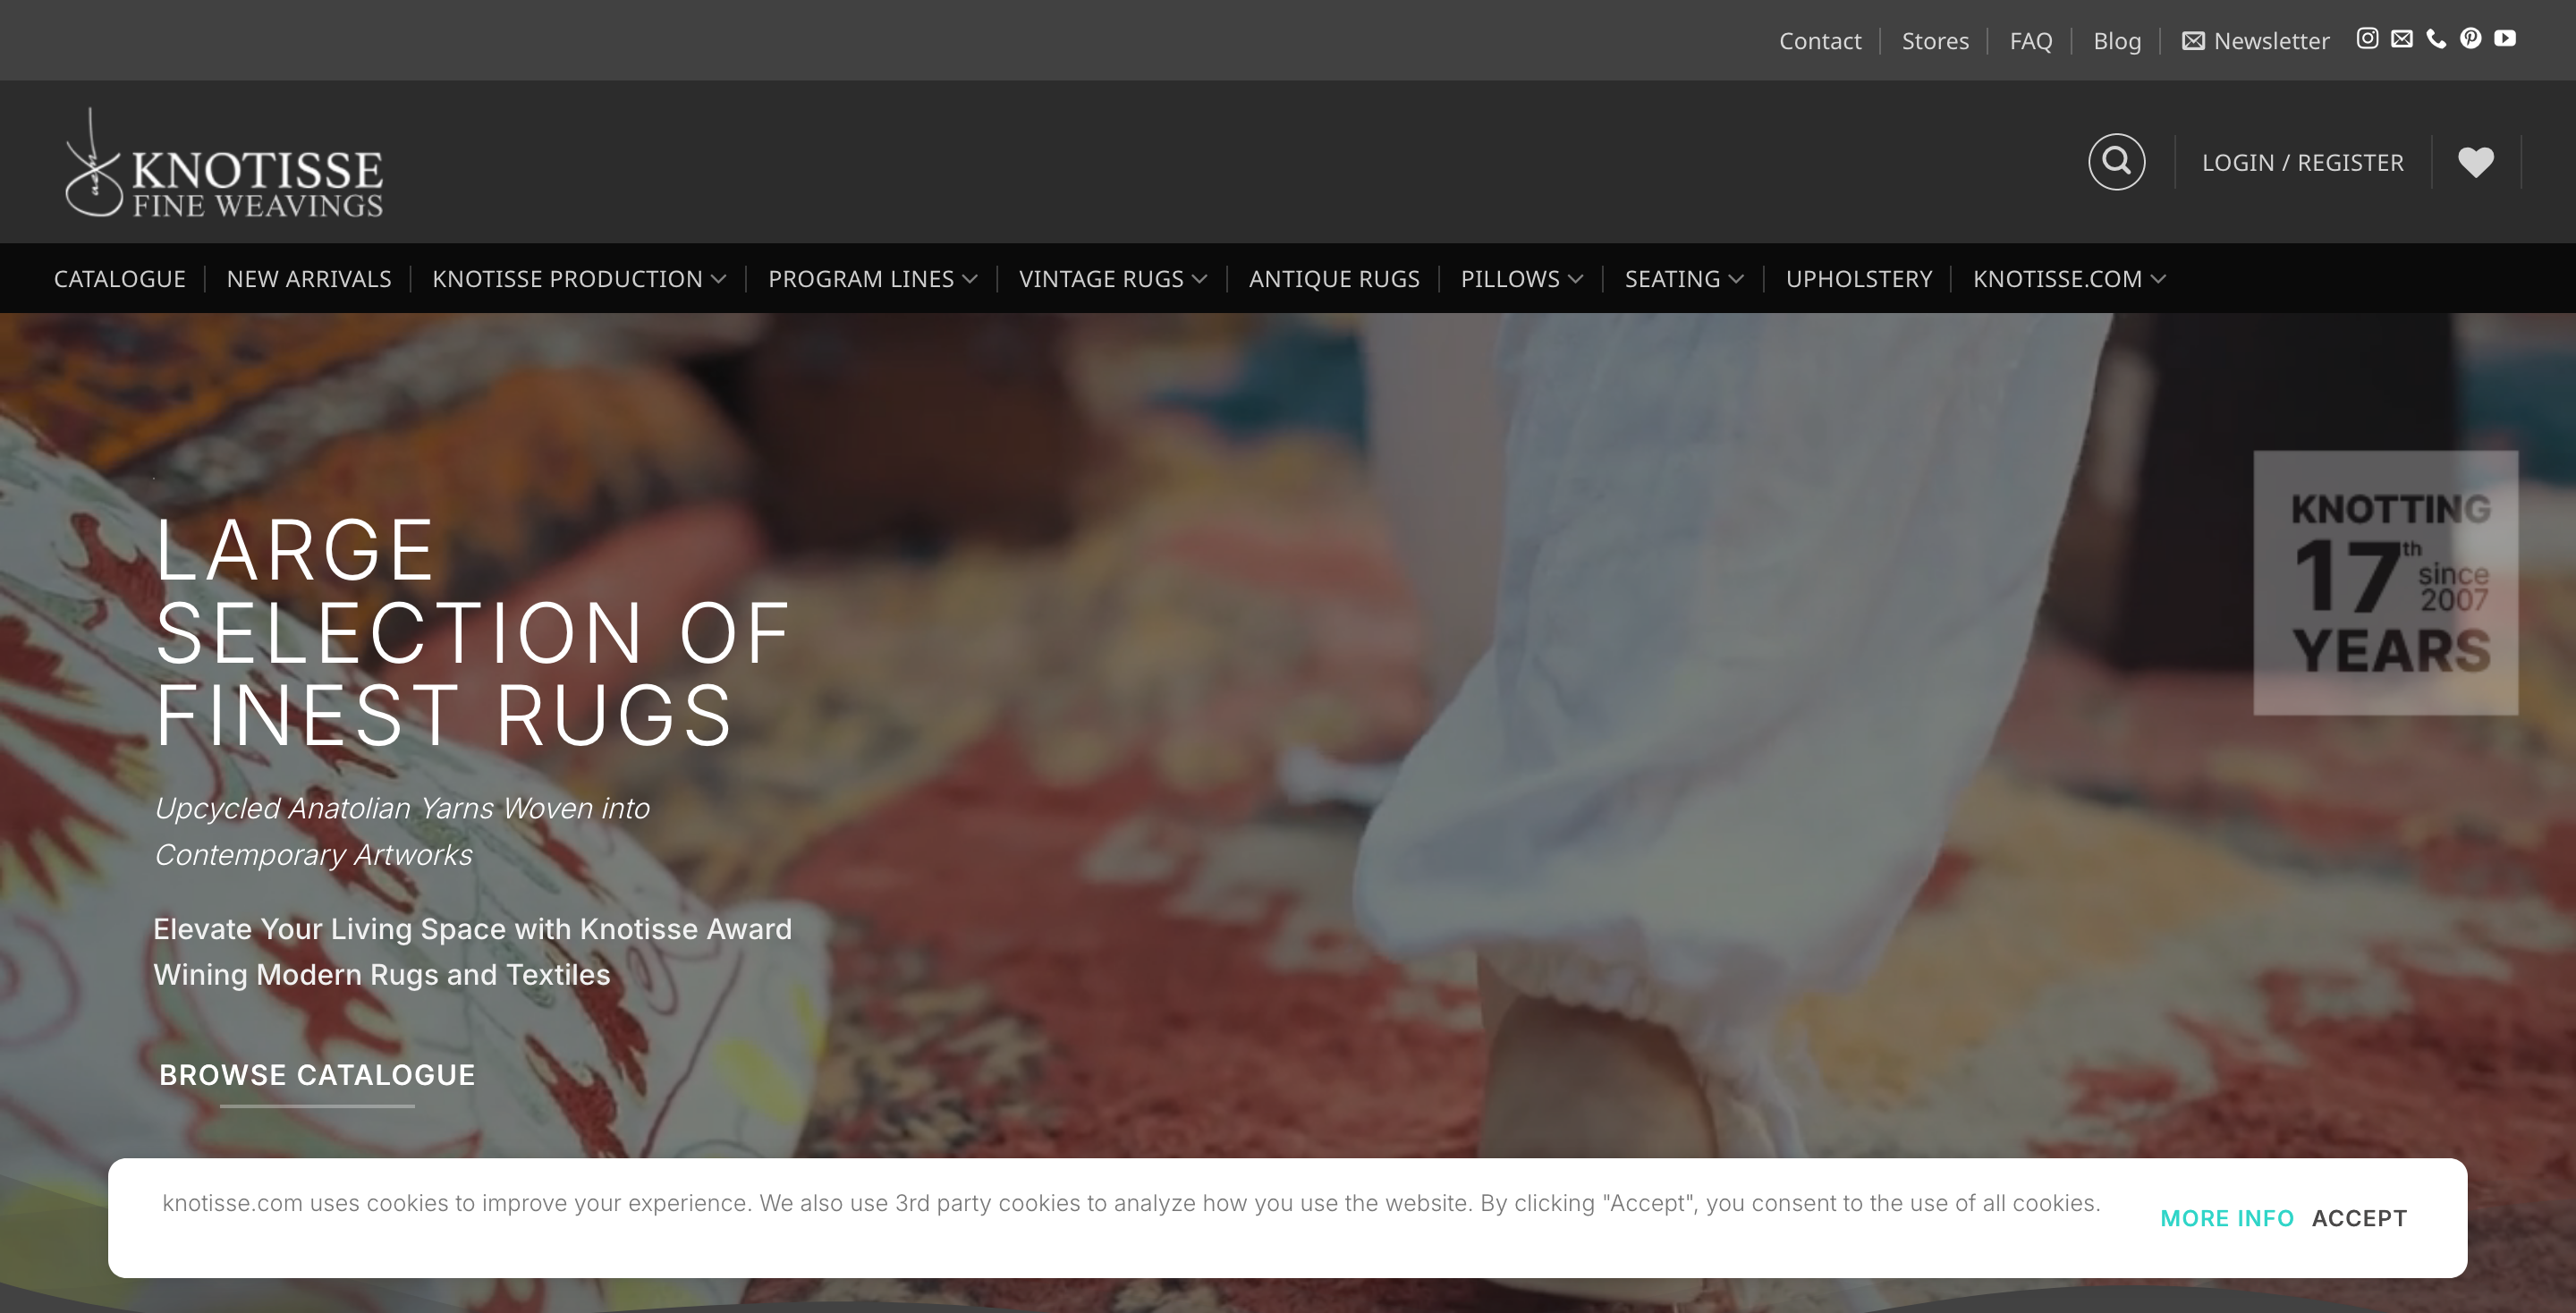 Contact Stores FAQ Blog Newsletter
KNOTISSE
FINE WEAVINGS
LOGIN / REGISTER
CATALOGUE NEW ARRIVALS KNOTISSE PRODUCTION PROGRAM LINES VINTAGE RUGS ANTIQUE RUGS PILLOWS SEATING UPHOLSTERY KNOTISSE.COM
LARGE
SELECTION OF
FINEST RUGS
Upcycled Anatolian Yarns Woven into
Contemporary Artworks
Elevate Your Living Space with Knotisse Award
Wining Modern Rugs and Textiles
BROWSE CATALOGUE
KNOTTING
17th since
2007
YEARS
knotisse.com uses cookies to improve your experience. We also use 3rd party cookies to analyze how you use the website. By clicking "Accept", you consent to the use of all cookies.
MORE INFO ACCEPT